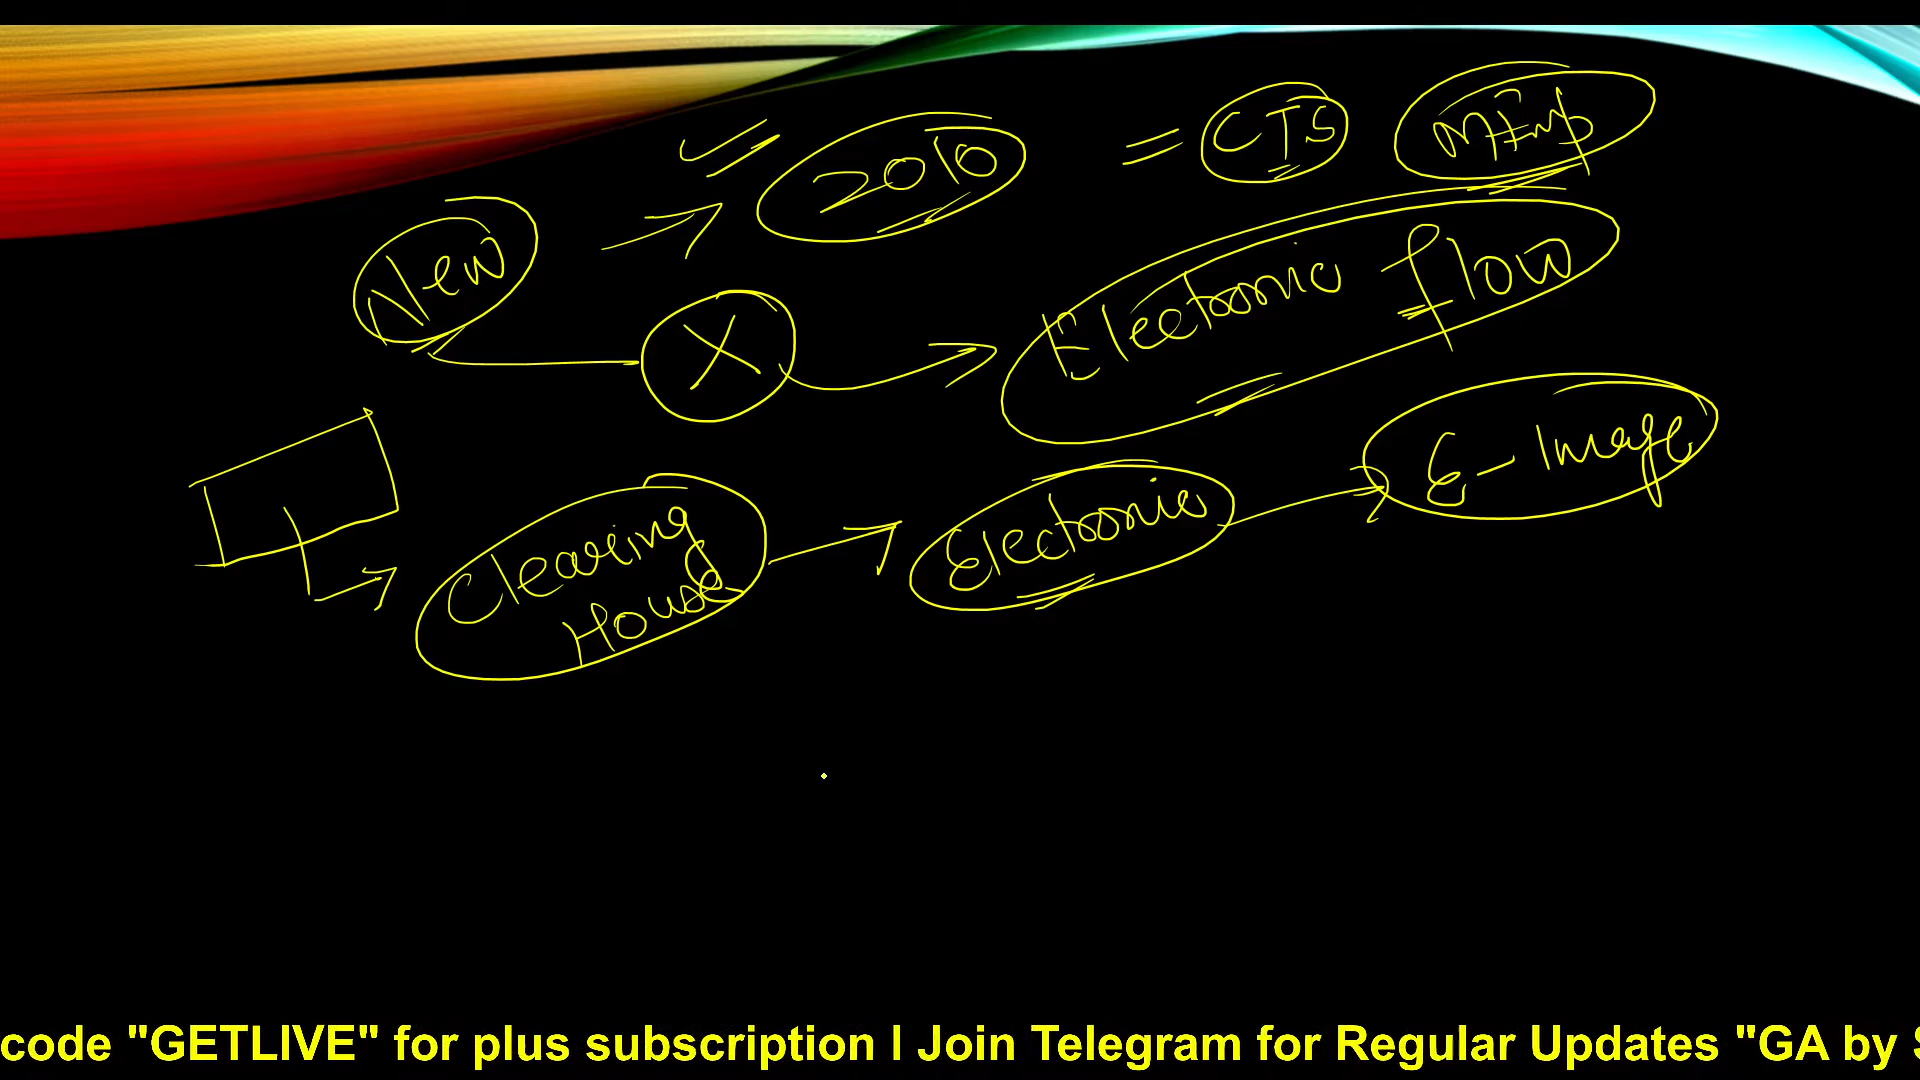 2010 = CTS M.Imp
New
X Electronic flow
Clearing House Electronic E-Image
code "GETLIVE" for plus subscription I Join Telegram for Regular Updates "GA by S